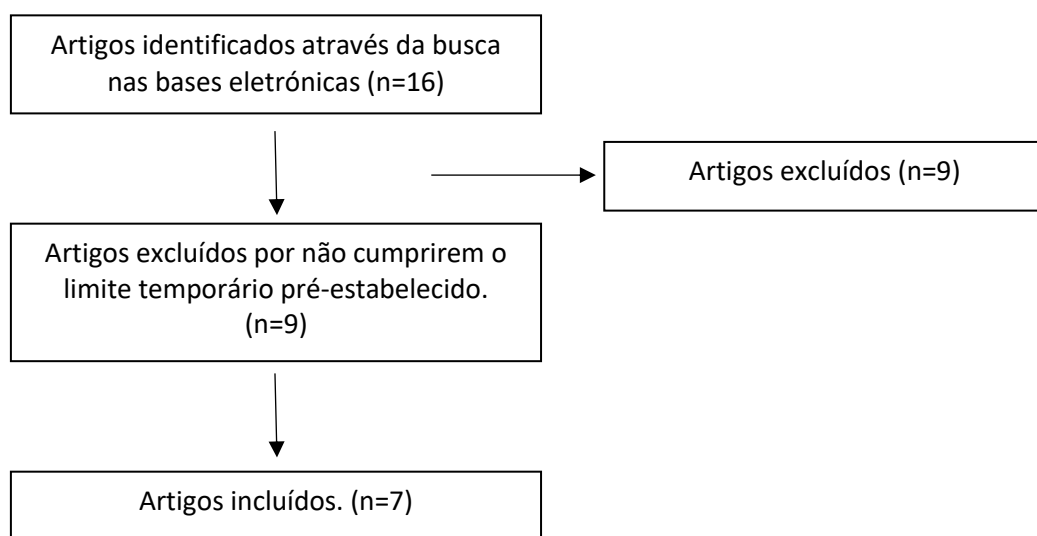 Artigos identificados através da busca
nas bases eletrónicas (n=16)
Artigos excluídos (n=9)
Artigos excluídos por não cumprirem o
limite temporário pré-estabelecido.
(n=9)
Artigos incluídos. (n=7)